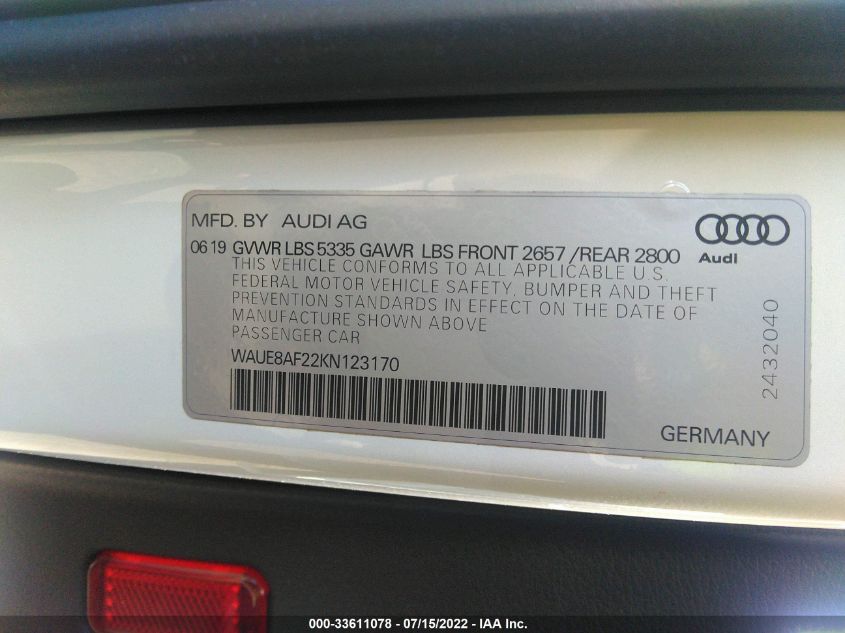 MFD. BY AUDI AG
06 19 GVWR LBS 5335 GAWR LBS FRONT 2657 /REAR 2800
Audi
THIS VEHICLE CONFORMS TO ALL APPLICABLE U.S.
FEDERAL MOTOR VEHICLE SAFETY, BUMPER AND THEFT
PREVENTION STANDARDS IN EFFECT ON THE DATE OF
MANUFACTURE SHOWN ABOVE
PASSENGER CAR
WAUE8AF22KN123170
2432040
GERMANY
000-33611078 - 07/15/2022 - IAA Inc.